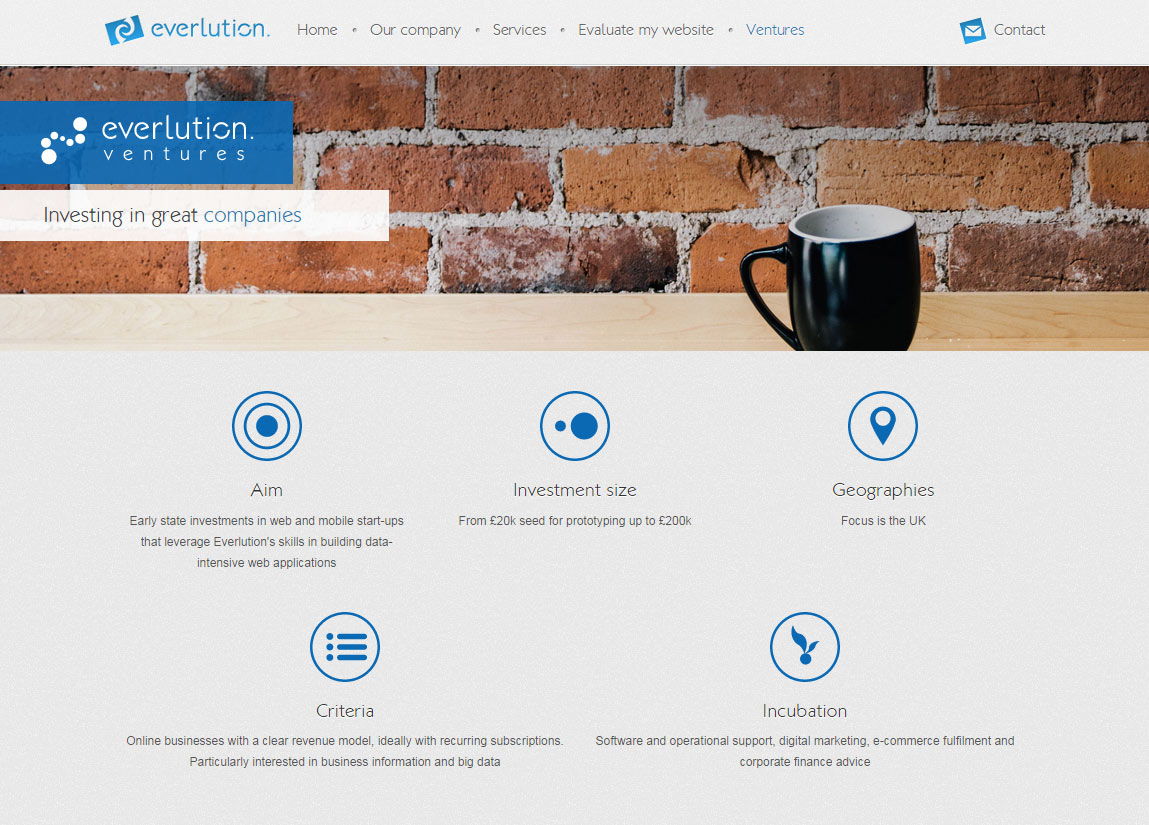 everlution.
Home • Our company • Services • Evaluate my website • Ventures
Contact
everlution.
ventures
Investing in great companies
Aim
Early state investments in web and mobile start-ups
that leverage Everlution's skills in building data-
intensive web applications
Investment size
From £20k seed for prototyping up to £200k
Geographies
Focus is the UK
Criteria
Online businesses with a clear revenue model, ideally with recurring subscriptions.
Particularly interested in business information and big data
Incubation
Software and operational support, digital marketing, e-commerce fulfilment and
corporate finance advice